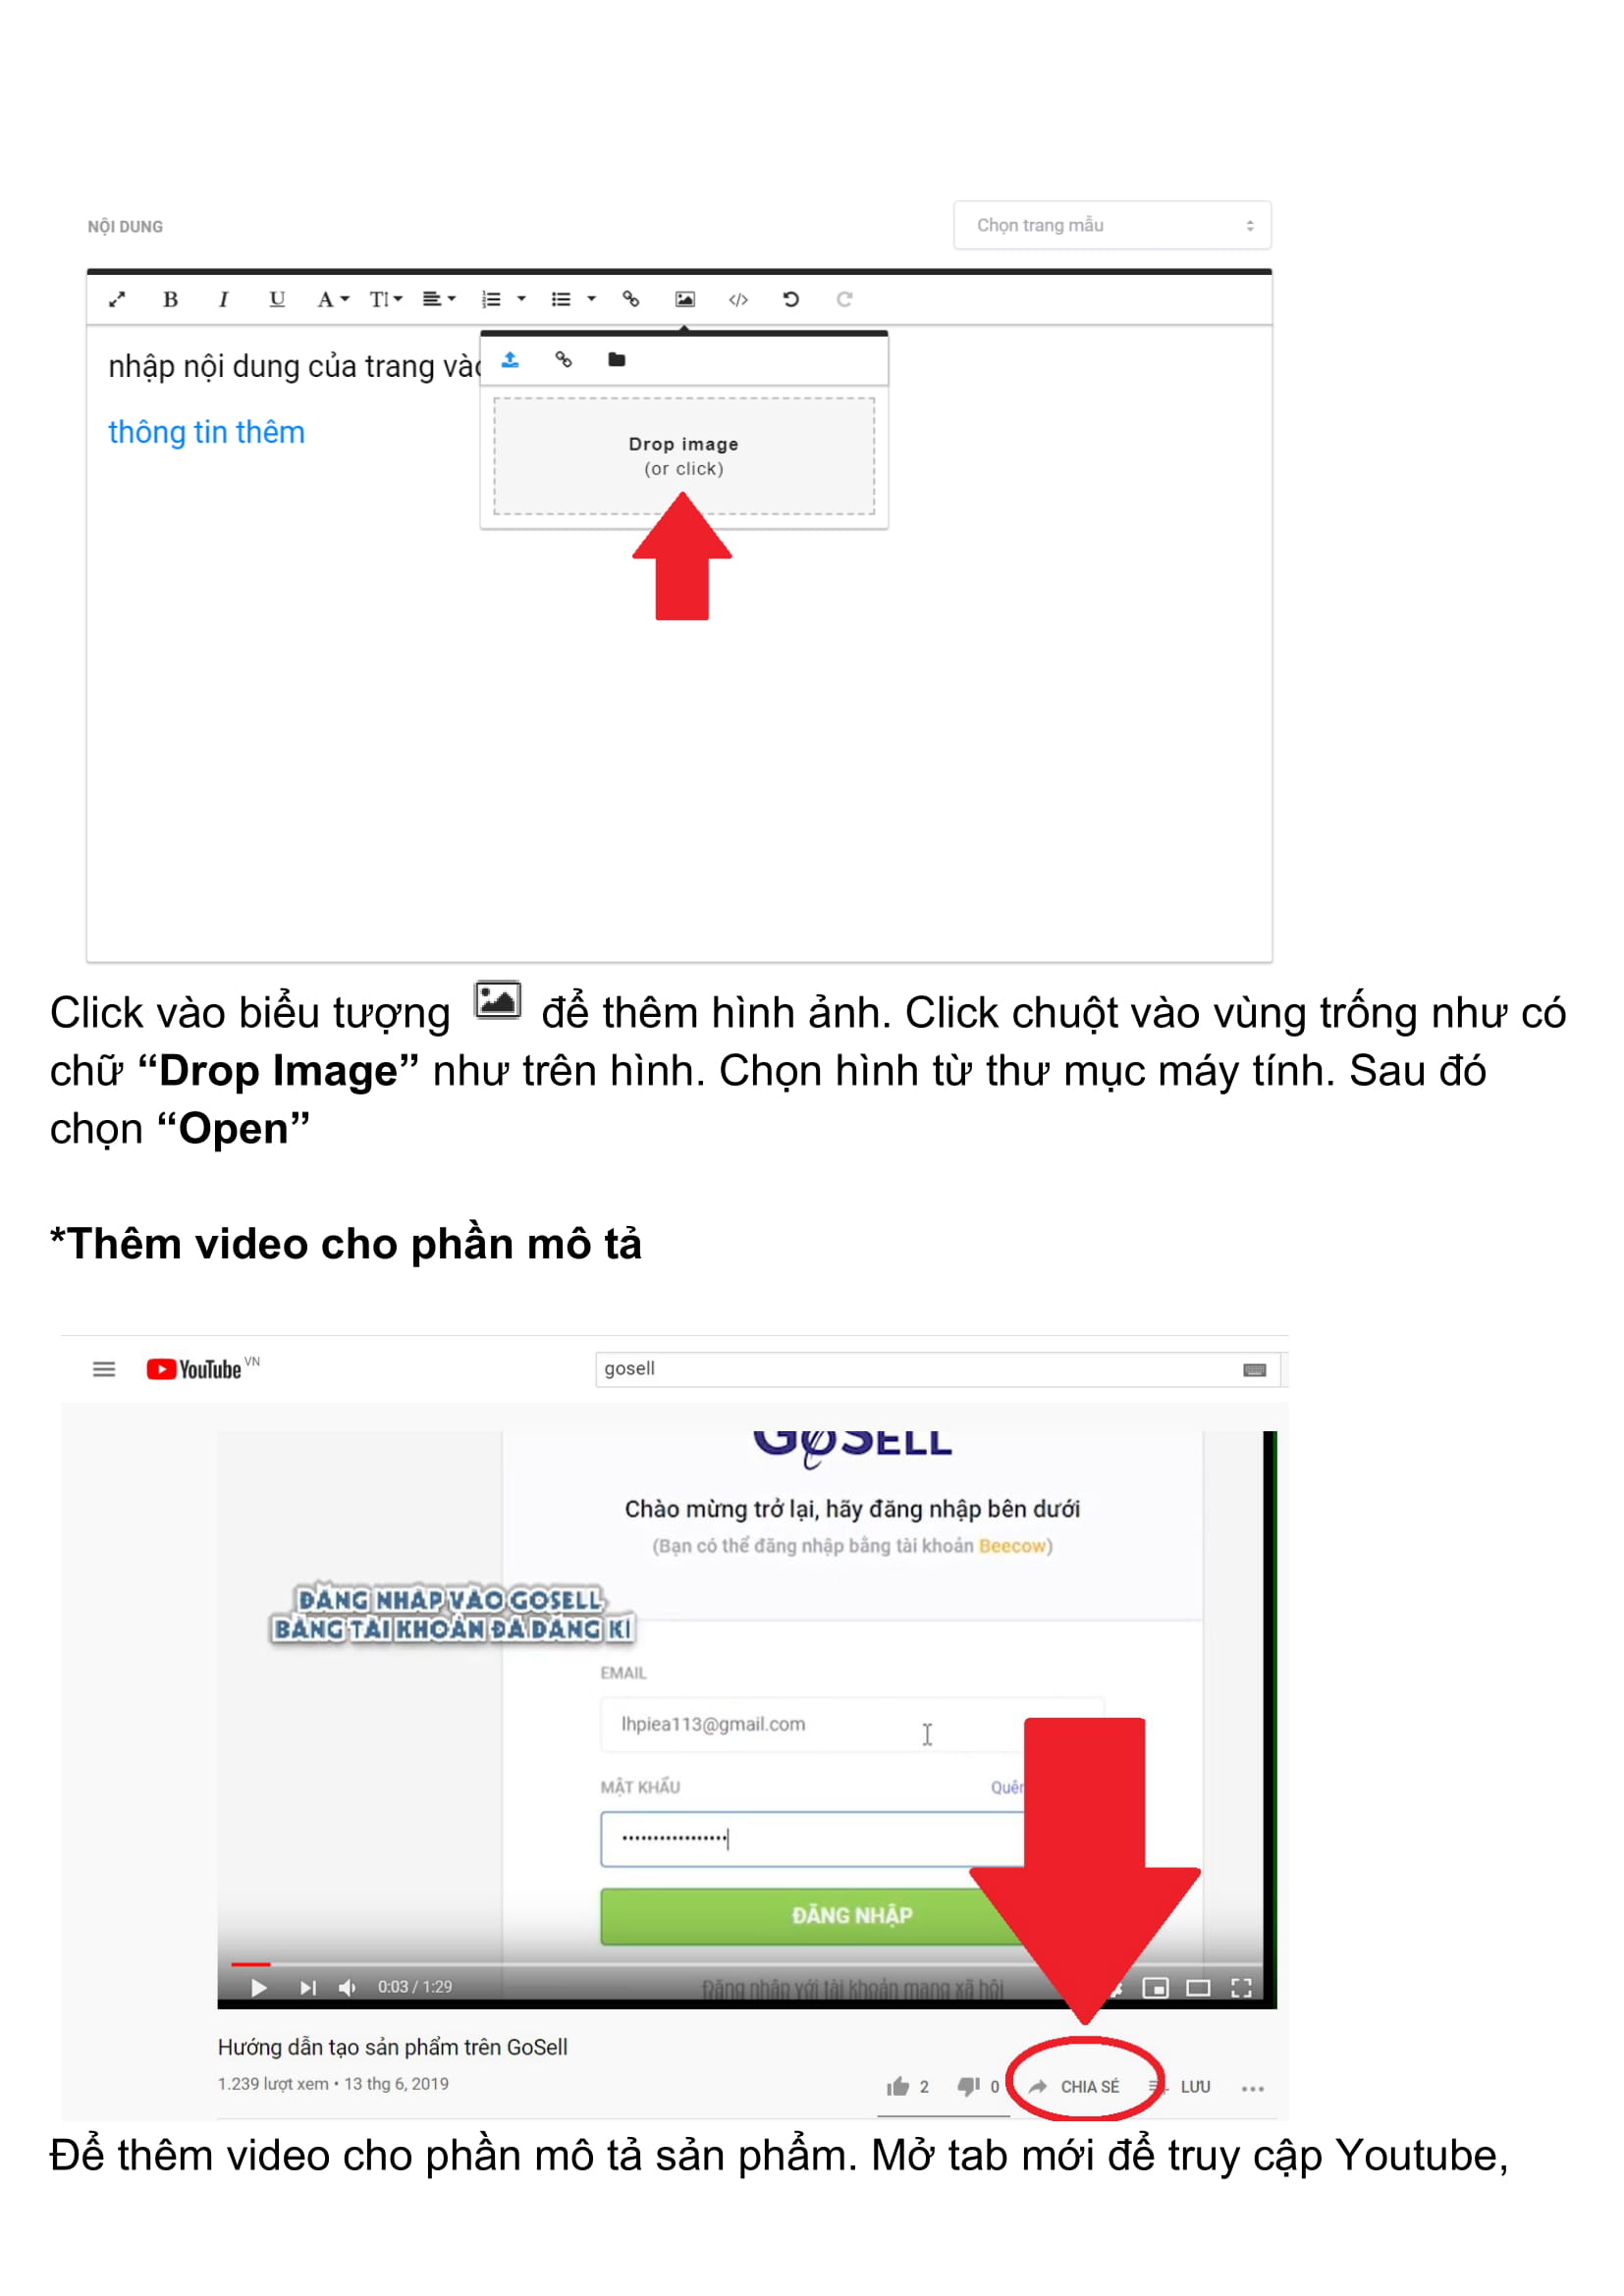 NỘI DUNG
Chọn trang mẫu
B I U A T
nhập nội dung của trang
thông tin thêm
Drop image
(or click)
Click vào biểu tượng để thêm hình ảnh. Click chuột vào vùng trống như có
chữ “Drop Image” như trên hình. Chọn hình từ thư mục máy tính. Sau đó
chọn “Open”
*Thêm video cho phần mô tả
YouTube VN
gosell
GOSELL
Chào mừng trở lại, hãy đăng nhập bên dưới
(Bạn có thể đăng nhập bằng tài khoản Beecow)
ĐĂNG NHẬP VÀO GOSELL
BẰNG TÀI KHOẢN ĐÃ ĐĂNG KÍ
EMAIL
lhpiea113@gmail.com
MẬT KHẨU
Quên
ĐĂNG NHẬP
0:03 / 1:29
Đăng nhập với tài khoản mạng xã hội
Hướng dẫn tạo sản phẩm trên GoSell
1.239 lượt xem • 13 thg 6, 2019
2 0 CHIA SẺ LƯU
Để thêm video cho phần mô tả sản phẩm. Mở tab mới để truy cập Youtube,